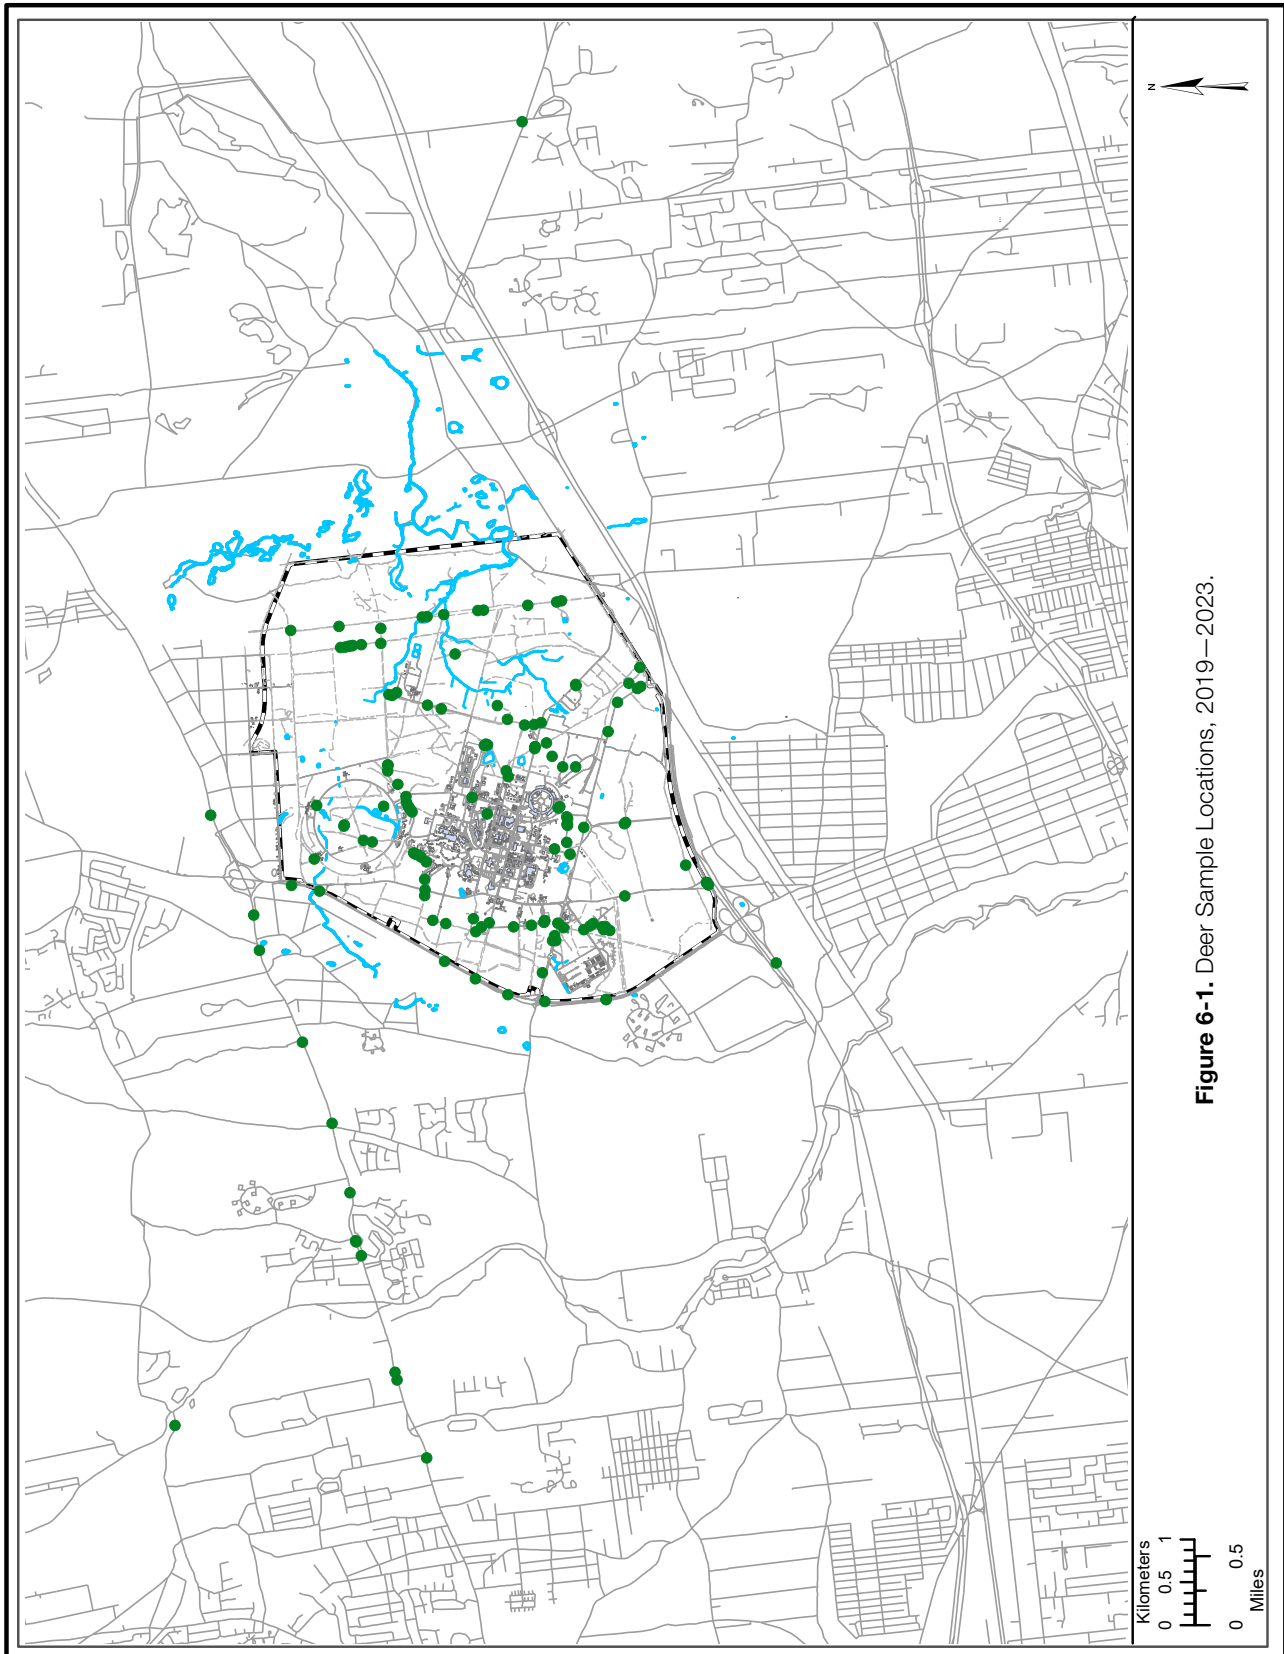 N
Kilometers
0 0.5 1
0 0.5
Miles
Figure 6-1. Deer Sample Locations, 2019—2023.